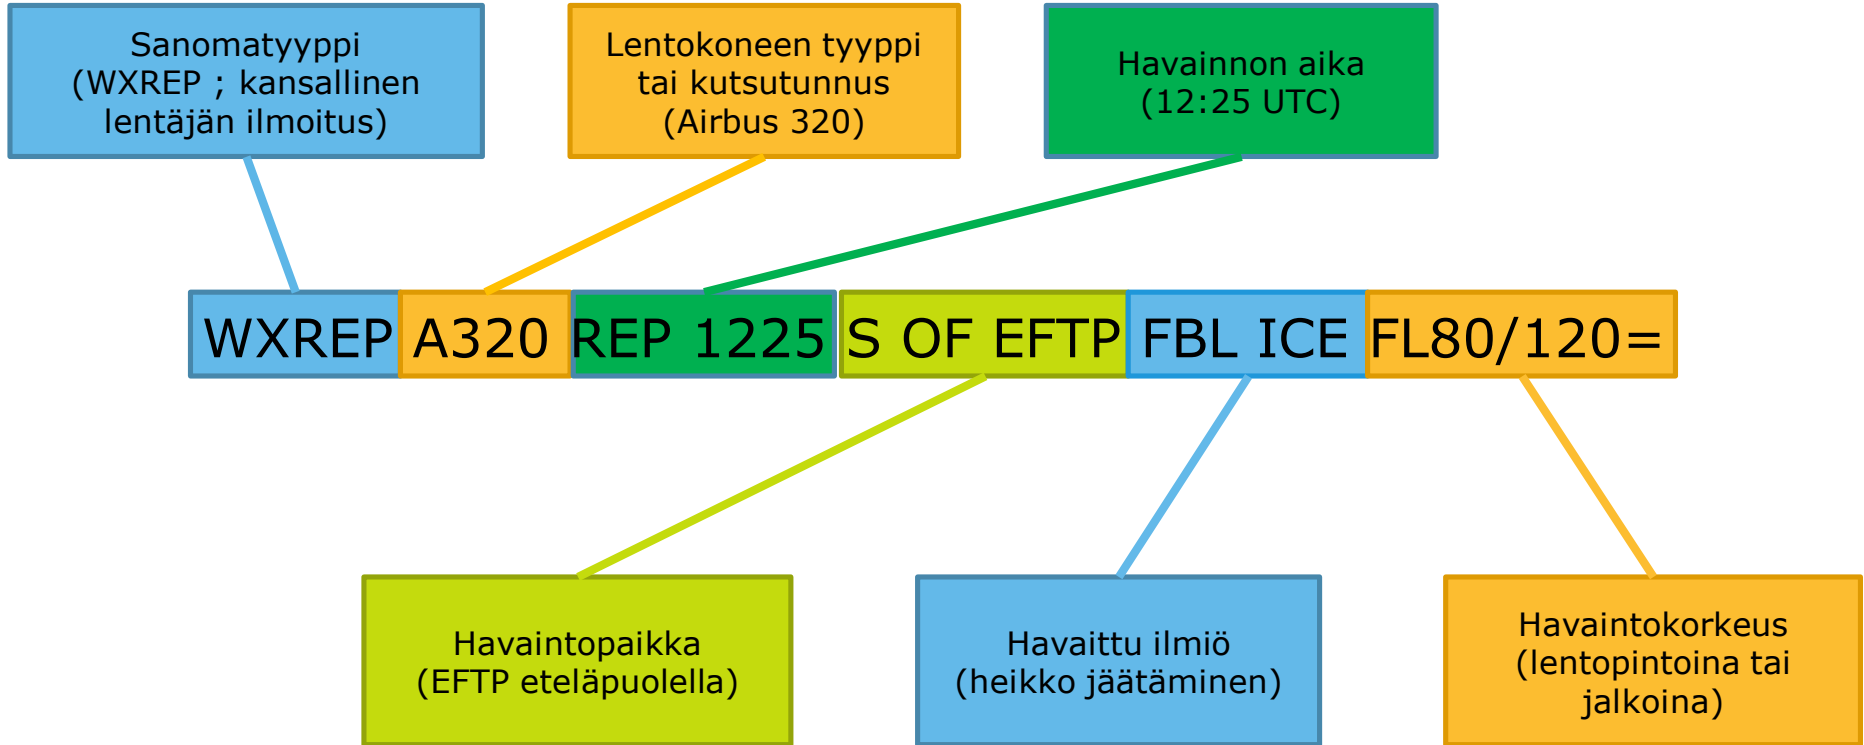 Sanomatyyppi
(WXREP ; kansallinen
lentäjän ilmoitus)
Lentokoneen tyyppi
tai kutsutunnus
(Airbus 320)
Havainnon aika
(12:25 UTC)
WXREP A320 REP 1225 S OF EFTP FBL ICE FL80/120=
Havaintopaikka
(EFTP eteläpuolella)
Havaittu ilmiö
(heikko jäätäminen)
Havaintokorkeus
(lentopintoina tai
jalkoina)